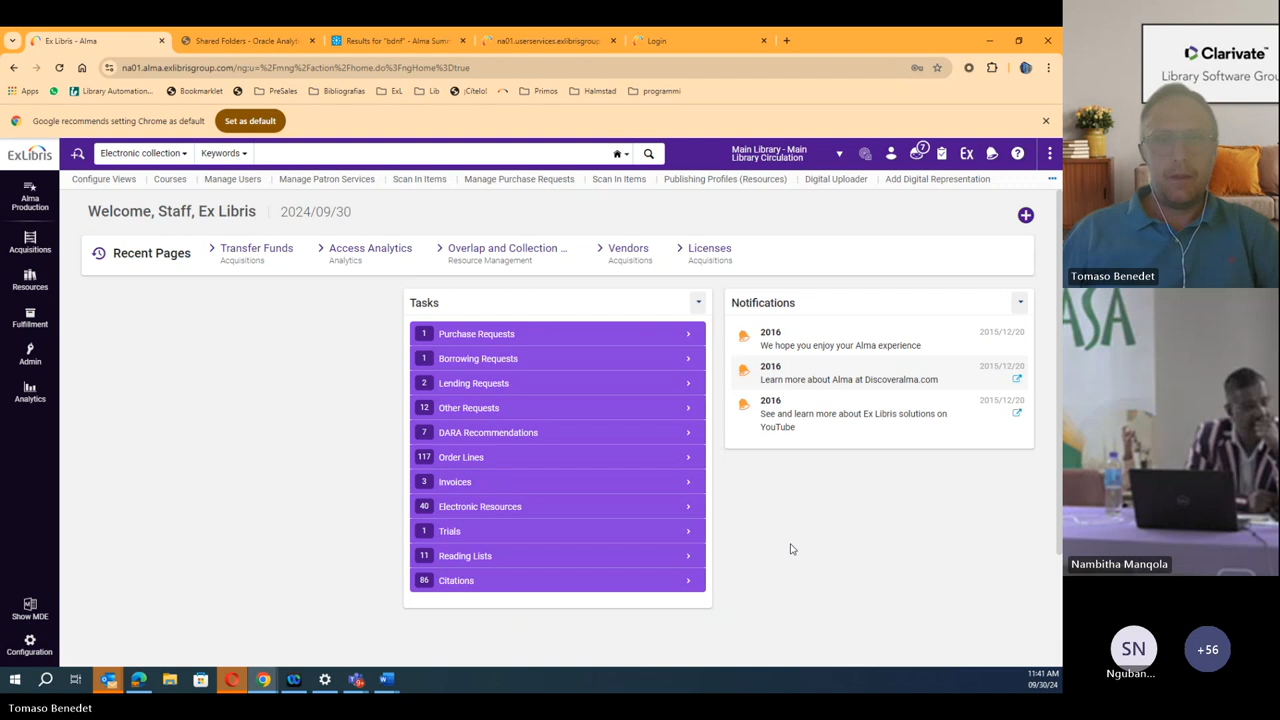 Ex Libris - Alma
Shared Folders - Oracle Analyt
Results for "bdnf" - Alma Sum
na01.userservices.exlibrisgroup
Login
na01.alma.exlibrisgroup.com/ng:u=%2Fmng%2Faction%2Fhome.do%3FngHome%3Dtrue
Apps
Library Automation...
Bookmarklet
PreSales
Bibliografias
ExL
Lib
¡Cítelo!
Primos
Halmstad
programmi
Google recommends setting Chrome as default
Set as default
ExLibris
Electronic collection
Keywords
Main Library - Main
Library Circulation
7
Ex
Configure Views
Courses
Manage Users
Manage Patron Services
Scan In Items
Manage Purchase Requests
Scan In Items
Publishing Profiles (Resources)
Digital Uploader
Add Digital Representation
Alma
Production
Acquisitions
Resources
Fulfillment
Admin
Analytics
Show MDE
Configuration
Welcome, Staff, Ex Libris
2024/09/30
Recent Pages
Transfer Funds
Acquisitions
Access Analytics
Analytics
Overlap and Collection ...
Resource Management
Vendors
Acquisitions
Licenses
Acquisitions
Tasks
1 Purchase Requests
1 Borrowing Requests
2 Lending Requests
12 Other Requests
7 DARA Recommendations
117 Order Lines
3 Invoices
40 Electronic Resources
1 Trials
11 Reading Lists
86 Citations
Notifications
2016 2015/12/20
We hope you enjoy your Alma experience
2016 2015/12/20
Learn more about Alma at Discoveralma.com
2016 2015/12/20
See and learn more about Ex Libris solutions on
YouTube
11:41 AM
09/30/24
Tomaso Benedet
Clarivate
Library Software Grou
Tomaso Benedet
ASA
DELL
Nambitha Manqola
SN
Nguban...
+56